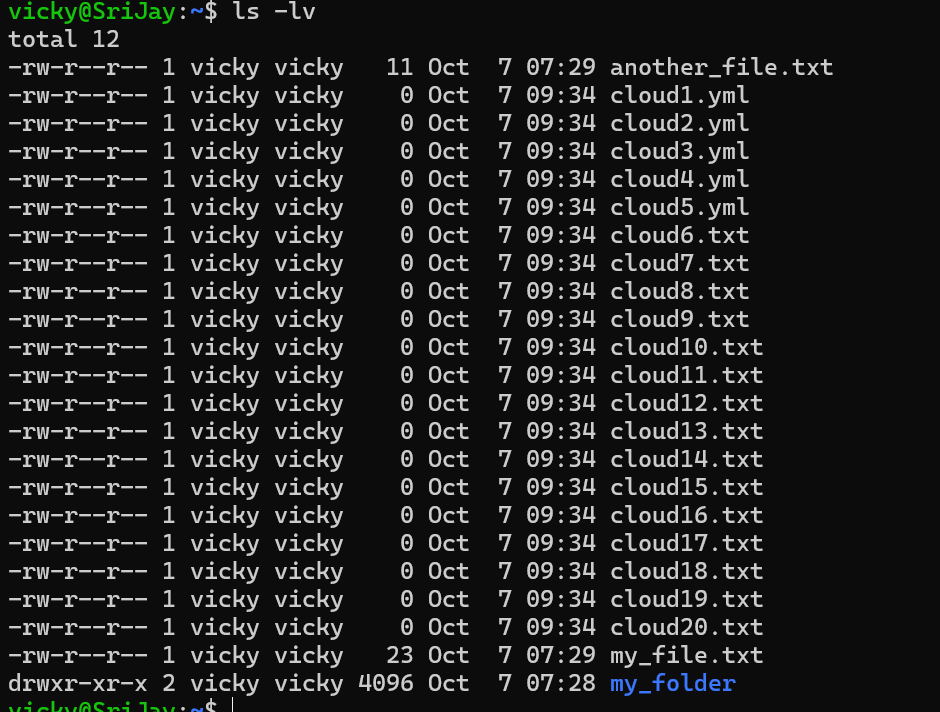 vicky@SriJay:~$ ls -lv
total 12
-rw-r--r-- 1 vicky vicky   11 Oct  7 07:29 another_file.txt
-rw-r--r-- 1 vicky vicky    0 Oct  7 09:34 cloud1.yml
-rw-r--r-- 1 vicky vicky    0 Oct  7 09:34 cloud2.yml
-rw-r--r-- 1 vicky vicky    0 Oct  7 09:34 cloud3.yml
-rw-r--r-- 1 vicky vicky    0 Oct  7 09:34 cloud4.yml
-rw-r--r-- 1 vicky vicky    0 Oct  7 09:34 cloud5.yml
-rw-r--r-- 1 vicky vicky    0 Oct  7 09:34 cloud6.txt
-rw-r--r-- 1 vicky vicky    0 Oct  7 09:34 cloud7.txt
-rw-r--r-- 1 vicky vicky    0 Oct  7 09:34 cloud8.txt
-rw-r--r-- 1 vicky vicky    0 Oct  7 09:34 cloud9.txt
-rw-r--r-- 1 vicky vicky    0 Oct  7 09:34 cloud10.txt
-rw-r--r-- 1 vicky vicky    0 Oct  7 09:34 cloud11.txt
-rw-r--r-- 1 vicky vicky    0 Oct  7 09:34 cloud12.txt
-rw-r--r-- 1 vicky vicky    0 Oct  7 09:34 cloud13.txt
-rw-r--r-- 1 vicky vicky    0 Oct  7 09:34 cloud14.txt
-rw-r--r-- 1 vicky vicky    0 Oct  7 09:34 cloud15.txt
-rw-r--r-- 1 vicky vicky    0 Oct  7 09:34 cloud16.txt
-rw-r--r-- 1 vicky vicky    0 Oct  7 09:34 cloud17.txt
-rw-r--r-- 1 vicky vicky    0 Oct  7 09:34 cloud18.txt
-rw-r--r-- 1 vicky vicky    0 Oct  7 09:34 cloud19.txt
-rw-r--r-- 1 vicky vicky    0 Oct  7 09:34 cloud20.txt
-rw-r--r-- 1 vicky vicky   23 Oct  7 07:29 my_file.txt
drwxr-xr-x 2 vicky vicky 4096 Oct  7 07:28 my_folder
vicky@SriJay:~$